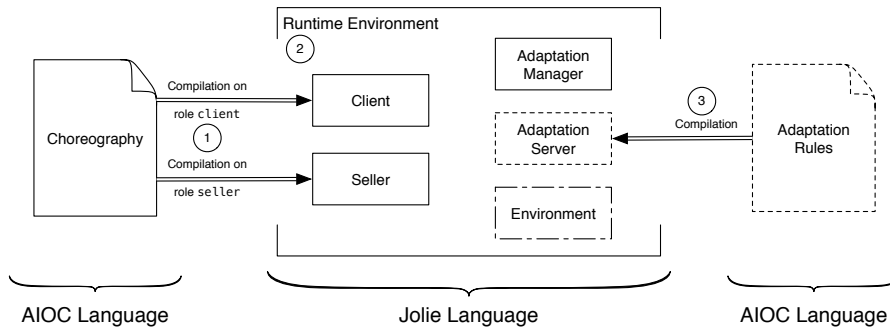 Runtime Environment
2
Adaptation
Manager
Compilation on
Client
role client
3
Compilation
Choreography
1
Adaptation
Server
Adaptation
Rules
Compilation on
Seller
role seller
Environment
AIOC Language
Jolie Language
AIOC Language